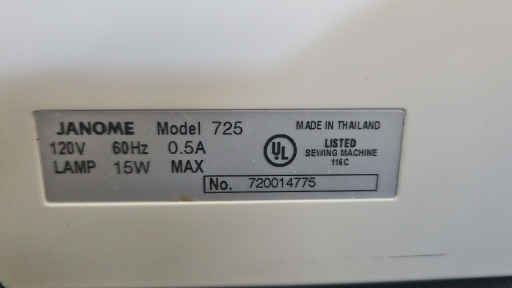 JANOME Model 725 MADE IN THAILAND
120V 60Hz 0.5A UL LISTED
SEWING MACHINE
LAMP 15W MAX 116C
No. 720014775